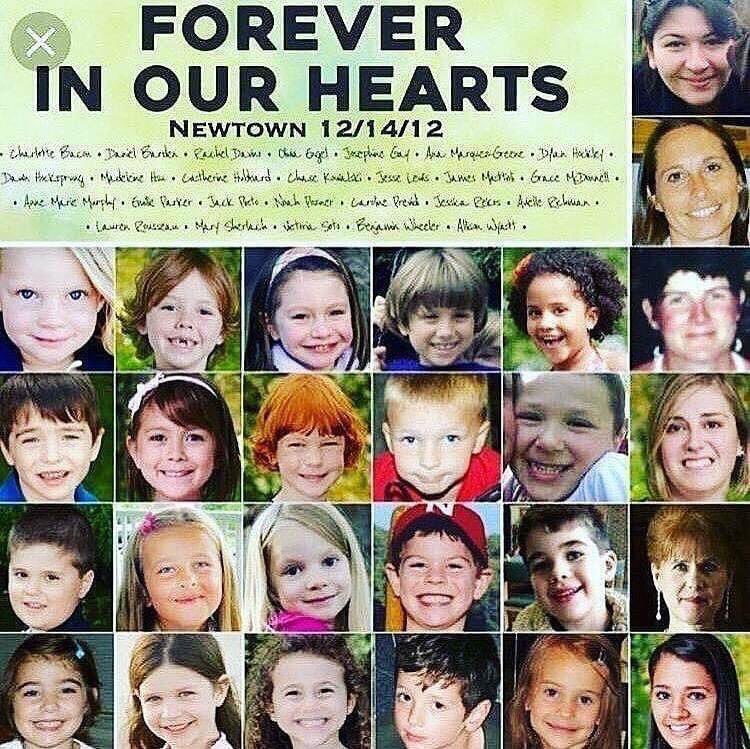 FOREVER
IN OUR HEARTS
NEWTOWN 12/14/12
• Charlotte Bacon • Daniel Barden • Rachel Davino • Olivia Engel • Josephine Gay • Ana Marquez-Greene • Dylan Hockley •
Dawn Hochsprung • Madeleine Hsu • Catherine Hubbard • Chase Kowalski • Jesse Lewis • James Mattioli • Grace McDonnell •
• Anne Marie Murphy • Emilie Parker • Jack Pinto • Noah Pozner • Caroline Previdi • Jessica Rekos • Avielle Richman •
• Lauren Rousseau • Mary Sherlach • Victoria Soto • Benjamin Wheeler • Allison Wyatt •
N